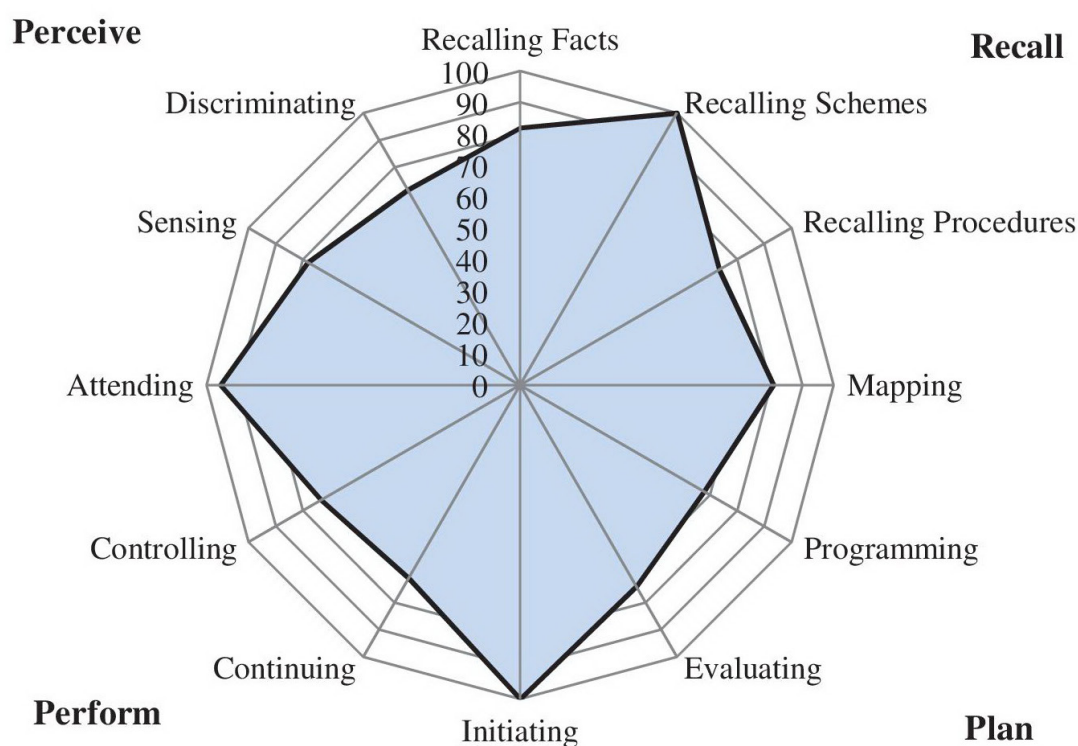 Perceive
Recalling Facts
Recall
100
90
80
70
60
50
40
30
20
10
0
Discriminating
Recalling Schemes
Sensing
Recalling Procedures
Attending
Mapping
Controlling
Programming
Continuing
Evaluating
Perform
Initiating
Plan